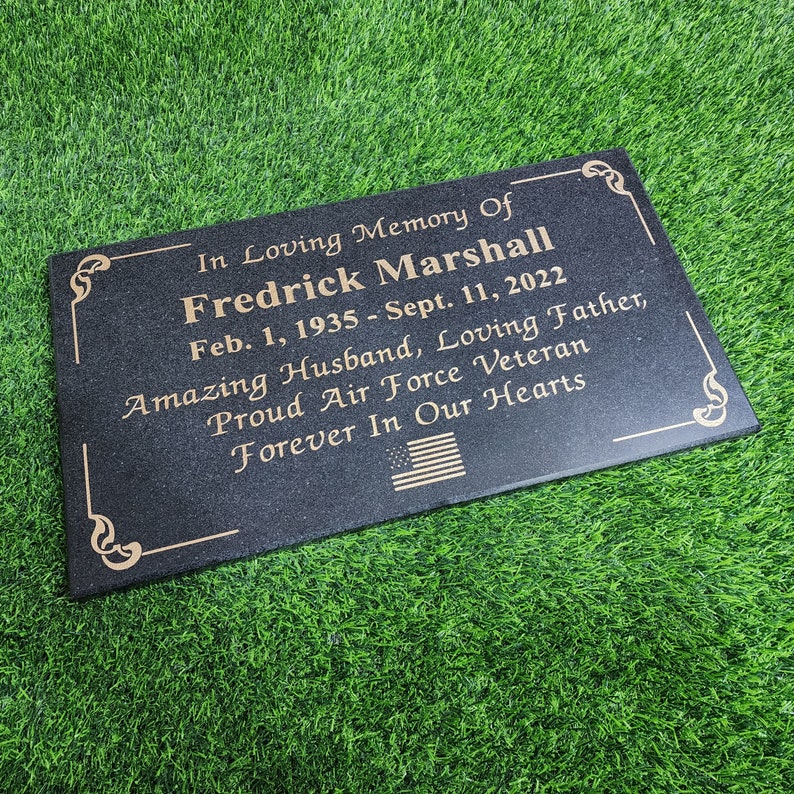 In Loving Memory Of
Fredrick Marshall
Feb. 1, 1935 - Sept. 11, 2022
Amazing Husband, Loving Father,
Proud Air Force Veteran
Forever In Our Hearts